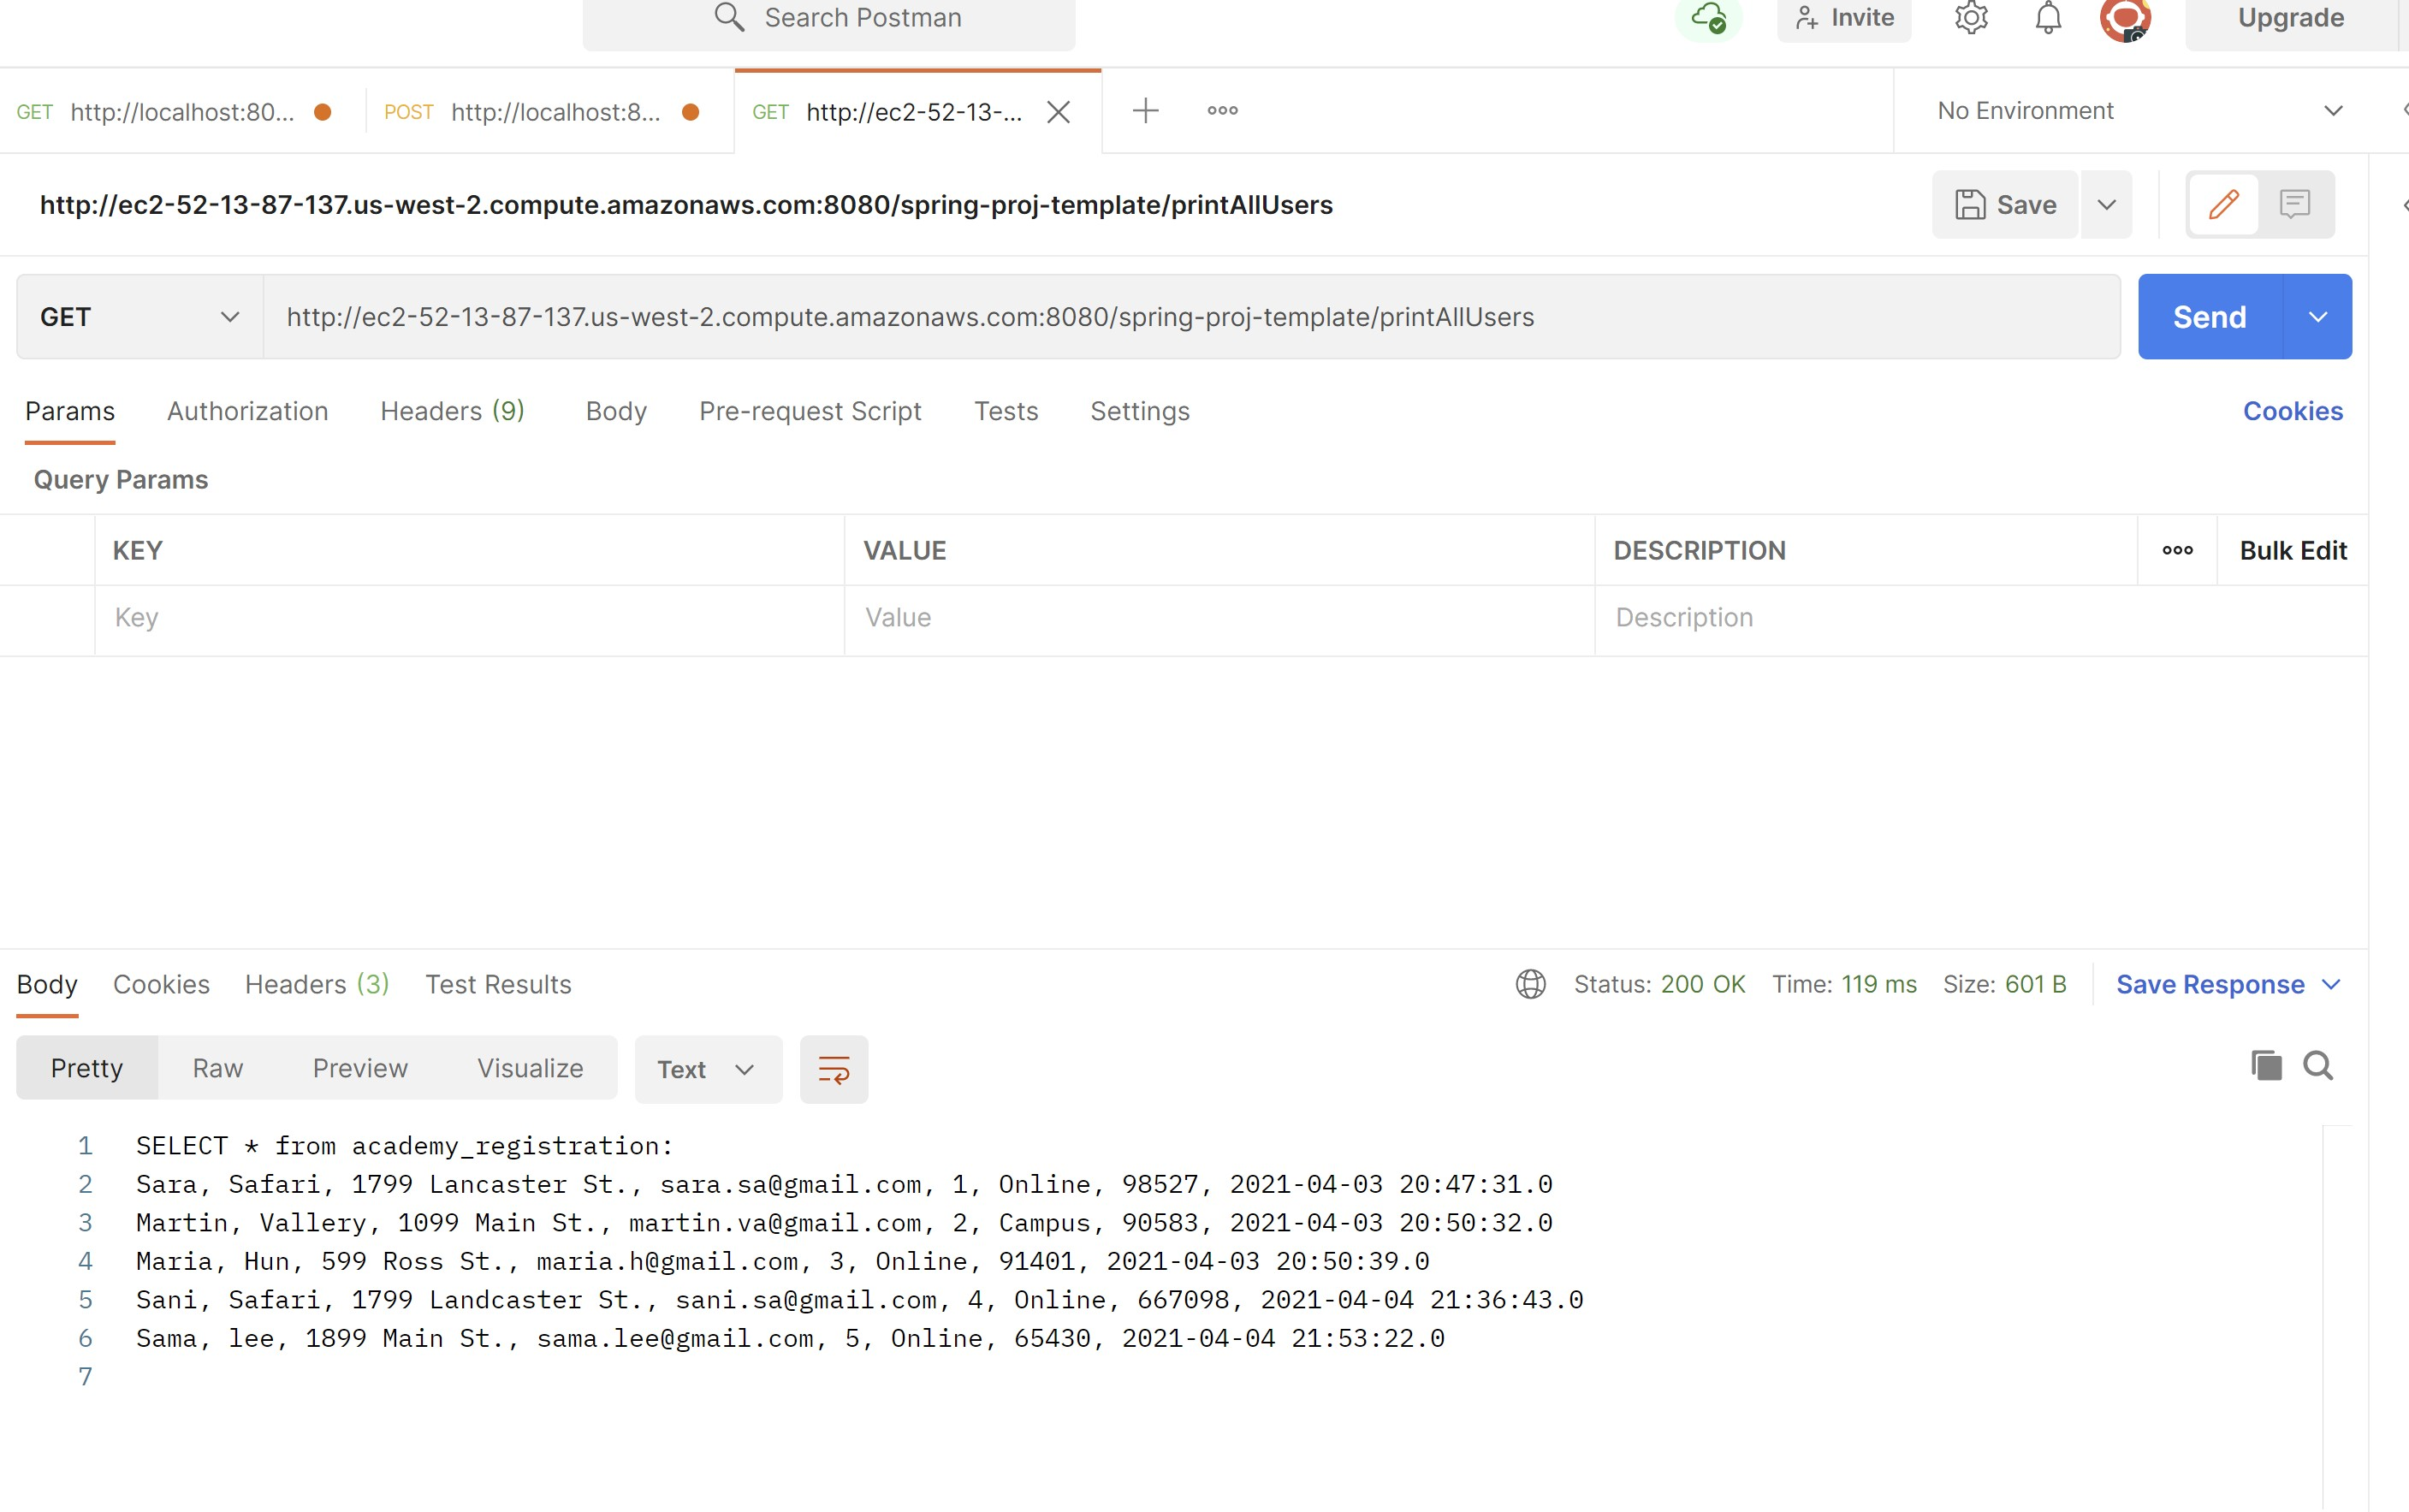 Search Postman
Invite
Upgrade
GET http://localhost:80...
POST http://localhost:8...
GET http://ec2-52-13-...
No Environment
http://ec2-52-13-87-137.us-west-2.compute.amazonaws.com:8080/spring-proj-template/printAllUsers
Save
GET
http://ec2-52-13-87-137.us-west-2.compute.amazonaws.com:8080/spring-proj-template/printAllUsers
Send
Params Authorization Headers (9) Body Pre-request Script Tests Settings Cookies
Query Params
KEY VALUE DESCRIPTION Bulk Edit
Key Value Description
Body Cookies Headers (3) Test Results Status: 200 OK Time: 119 ms Size: 601 B Save Response
Pretty Raw Preview Visualize Text
1 SELECT * from academy_registration:
2 Sara, Safari, 1799 Lancaster St., sara.sa@gmail.com, 1, Online, 98527, 2021-04-03 20:47:31.0
3 Martin, Vallery, 1099 Main St., martin.va@gmail.com, 2, Campus, 90583, 2021-04-03 20:50:32.0
4 Maria, Hun, 599 Ross St., maria.h@gmail.com, 3, Online, 91401, 2021-04-03 20:50:39.0
5 Sani, Safari, 1799 Landcaster St., sani.sa@gmail.com, 4, Online, 667098, 2021-04-04 21:36:43.0
6 Sama, lee, 1899 Main St., sama.lee@gmail.com, 5, Online, 65430, 2021-04-04 21:53:22.0
7